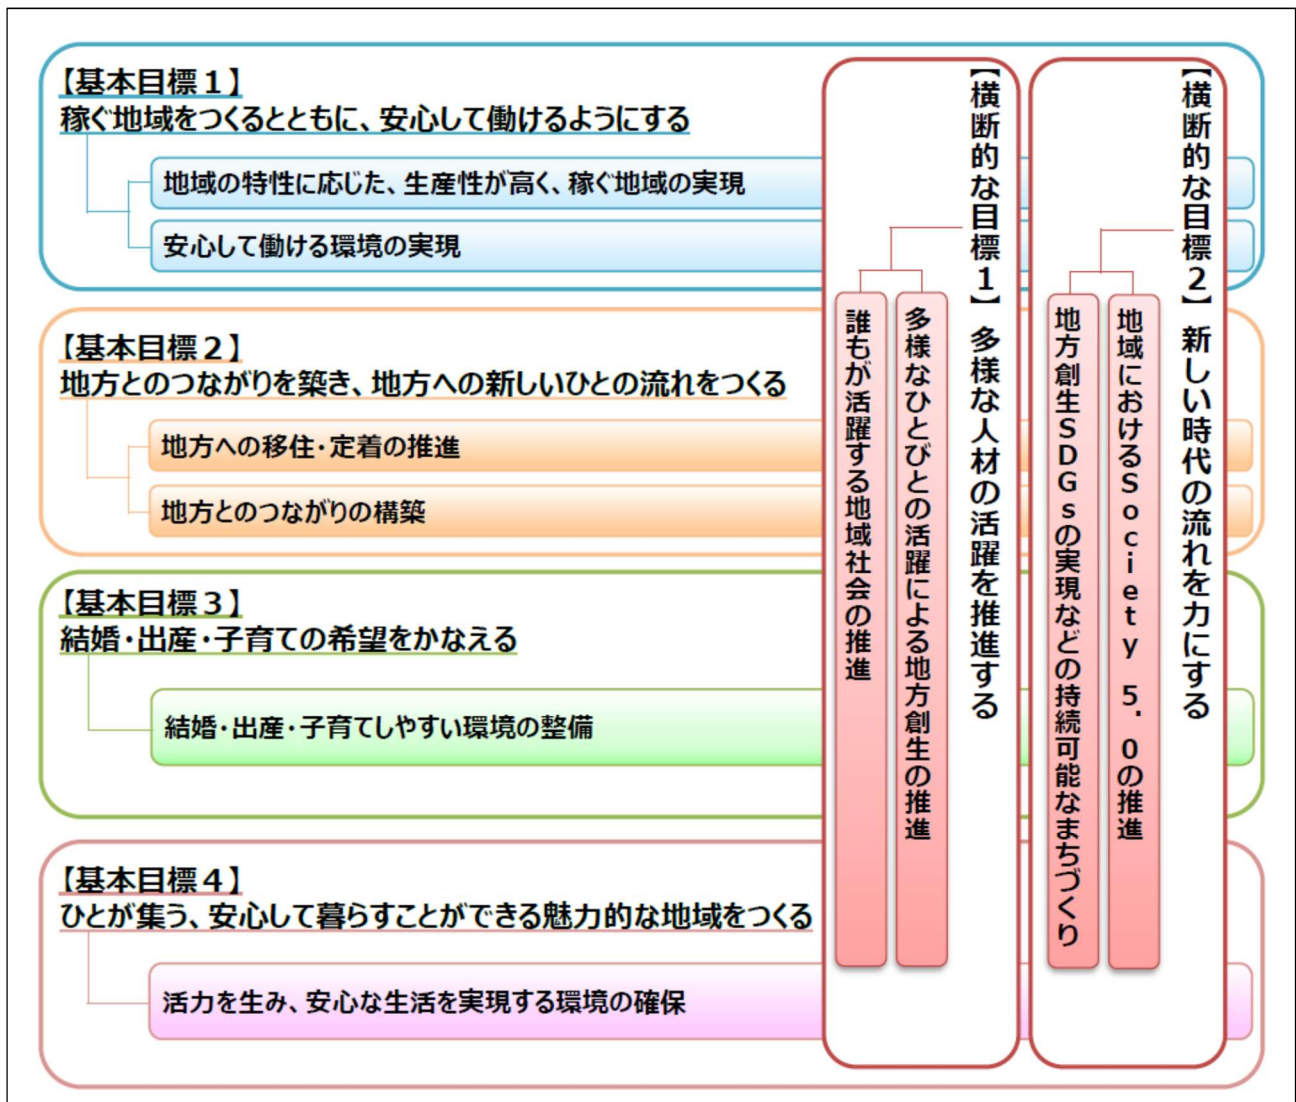 【基本目標１】
稼ぐ地域をつくるとともに、安心して働けるようにする
地域の特性に応じた、生産性が高く、稼ぐ地域の実現
安心して働ける環境の実現
【基本目標２】
地方とのつながりを築き、地方への新しいひとの流れをつくる
地方への移住・定着の推進
地方とのつながりの構築
【基本目標３】
結婚・出産・子育ての希望をかなえる
結婚・出産・子育てしやすい環境の整備
【基本目標４】
ひとが集う、安心して暮らすことができる魅力的な地域をつくる
活力を生み、安心な生活を実現する環境の確保
【横断的な目標１】多様な人材の活躍を推進する
多様なひとびとの活躍による地方創生の推進
誰もが活躍する地域社会の推進
【横断的な目標２】新しい時代の流れを力にする
地域におけるＳｏｃｉｅｔｙ ５．０の推進
地方創生ＳＤＧｓの実現などの持続可能なまちづくり